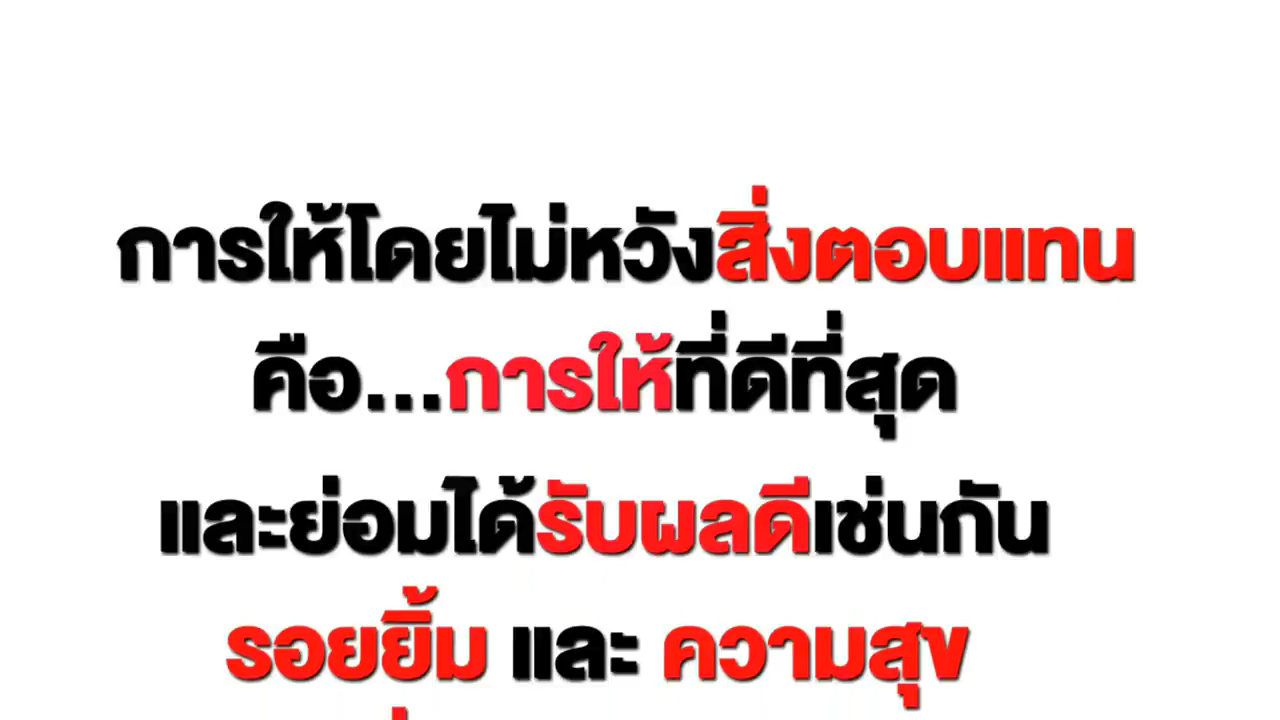 การให้โดยไม่หวังสิ่งตอบแทน
คือ...การให้ที่ดีที่สุด
และย่อมได้รับผลดีเช่นกัน
รอยยิ้ม และ ความสุข